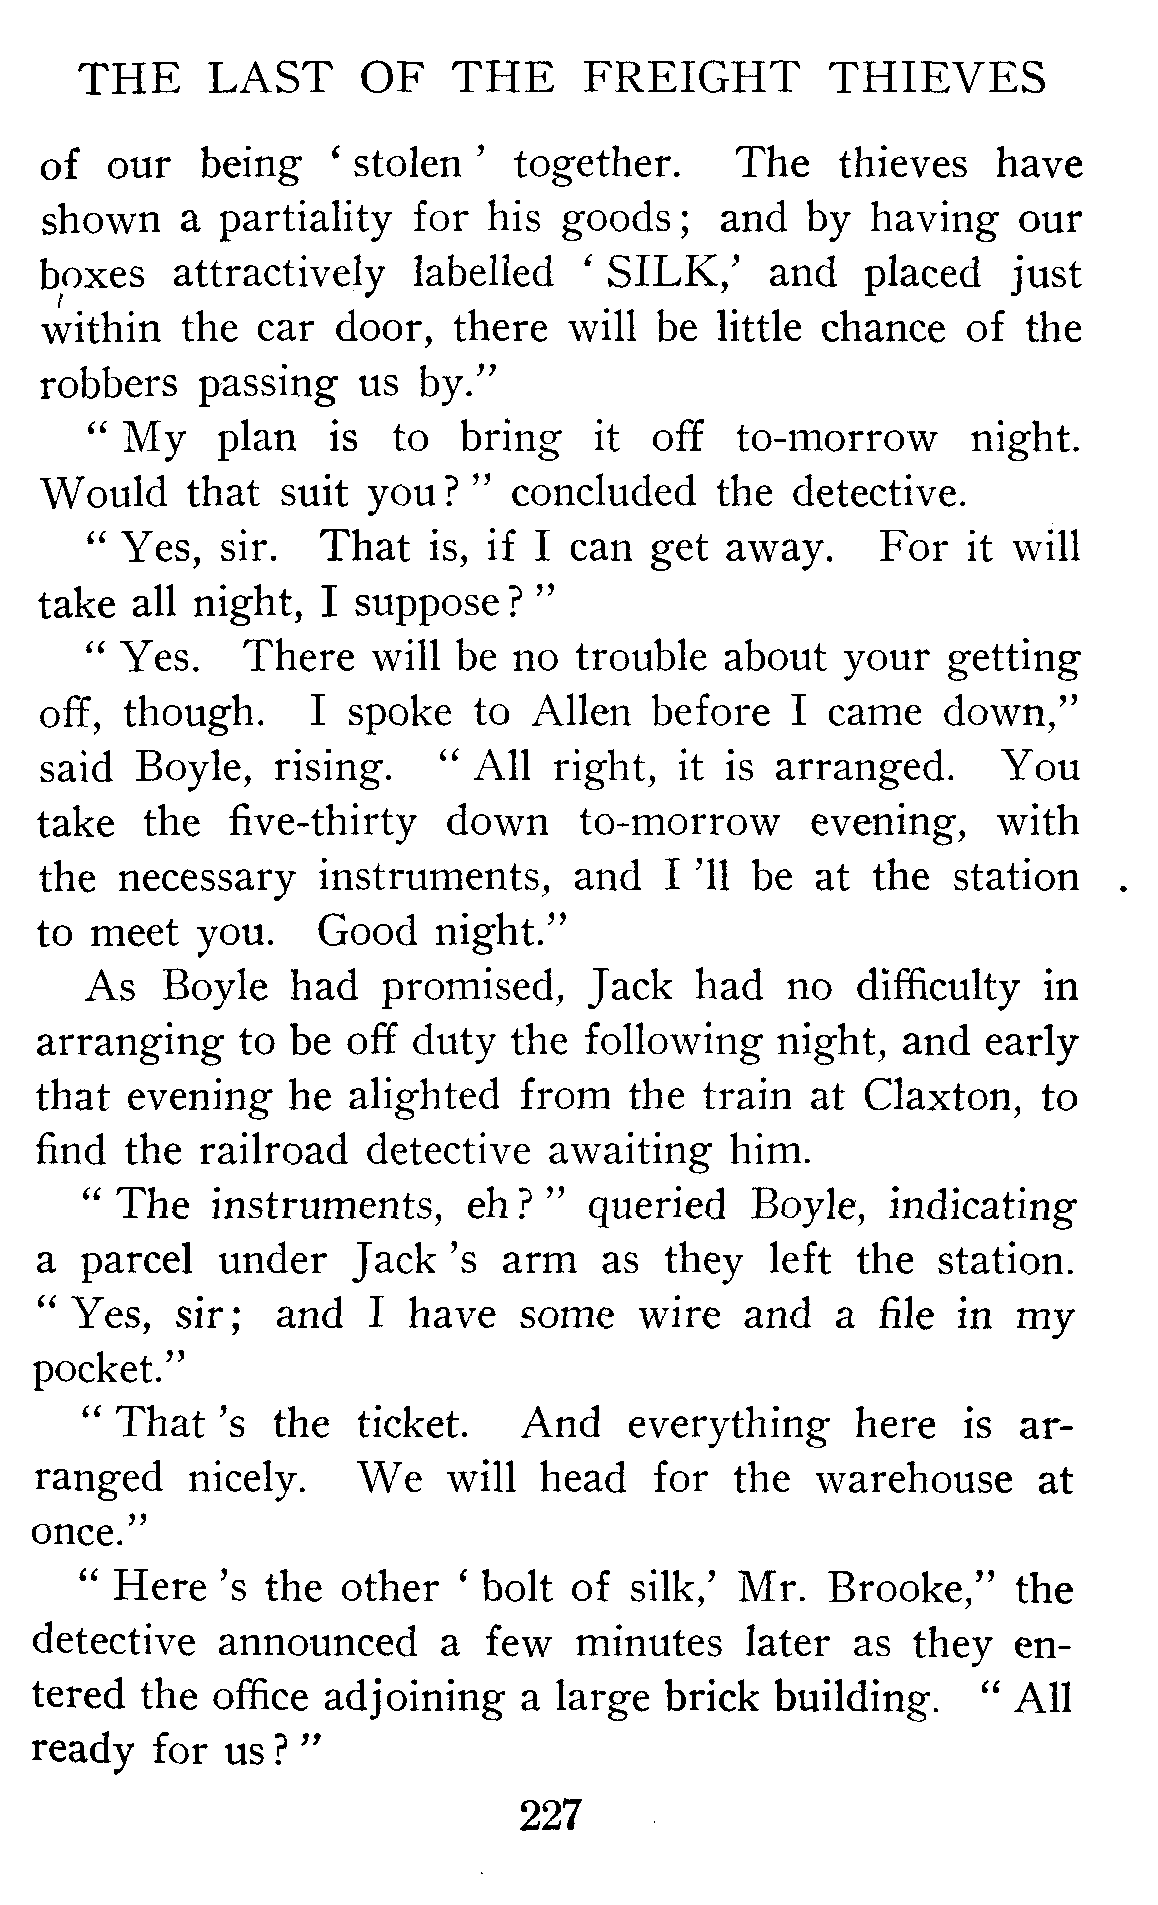 THE LAST OF THE FREIGHT THIEVES
of our being ‘ stolen ’ together. The thieves have
shown a partiality for his goods; and by having our
boxes attractively labelled ‘ SILK,’ and placed just
within the car door, there will be little chance of the
robbers passing us by.”
“ My plan is to bring it off to-morrow night.
Would that suit you? ” concluded the detective.
“ Yes, sir. That is, if I can get away. For it will
take all night, I suppose? ”
“ Yes. There will be no trouble about your getting
off, though. I spoke to Allen before I came down,”
said Boyle, rising. “ All right, it is arranged. You
take the five-thirty down to-morrow evening, with
the necessary instruments, and I ’ll be at the station
to meet you. Good night.”
As Boyle had promised, Jack had no difficulty in
arranging to be off duty the following night, and early
that evening he alighted from the train at Claxton, to
find the railroad detective awaiting him.
“ The instruments, eh? ” queried Boyle, indicating
a parcel under Jack ’s arm as they left the station.
“ Yes, sir; and I have some wire and a file in my
pocket.”
“ That ’s the ticket. And everything here is ar-
ranged nicely. We will head for the warehouse at
once.”
“ Here ’s the other ‘ bolt of silk,’ Mr. Brooke,” the
detective announced a few minutes later as they en-
tered the office adjoining a large brick building. “ All
ready for us? ”
227